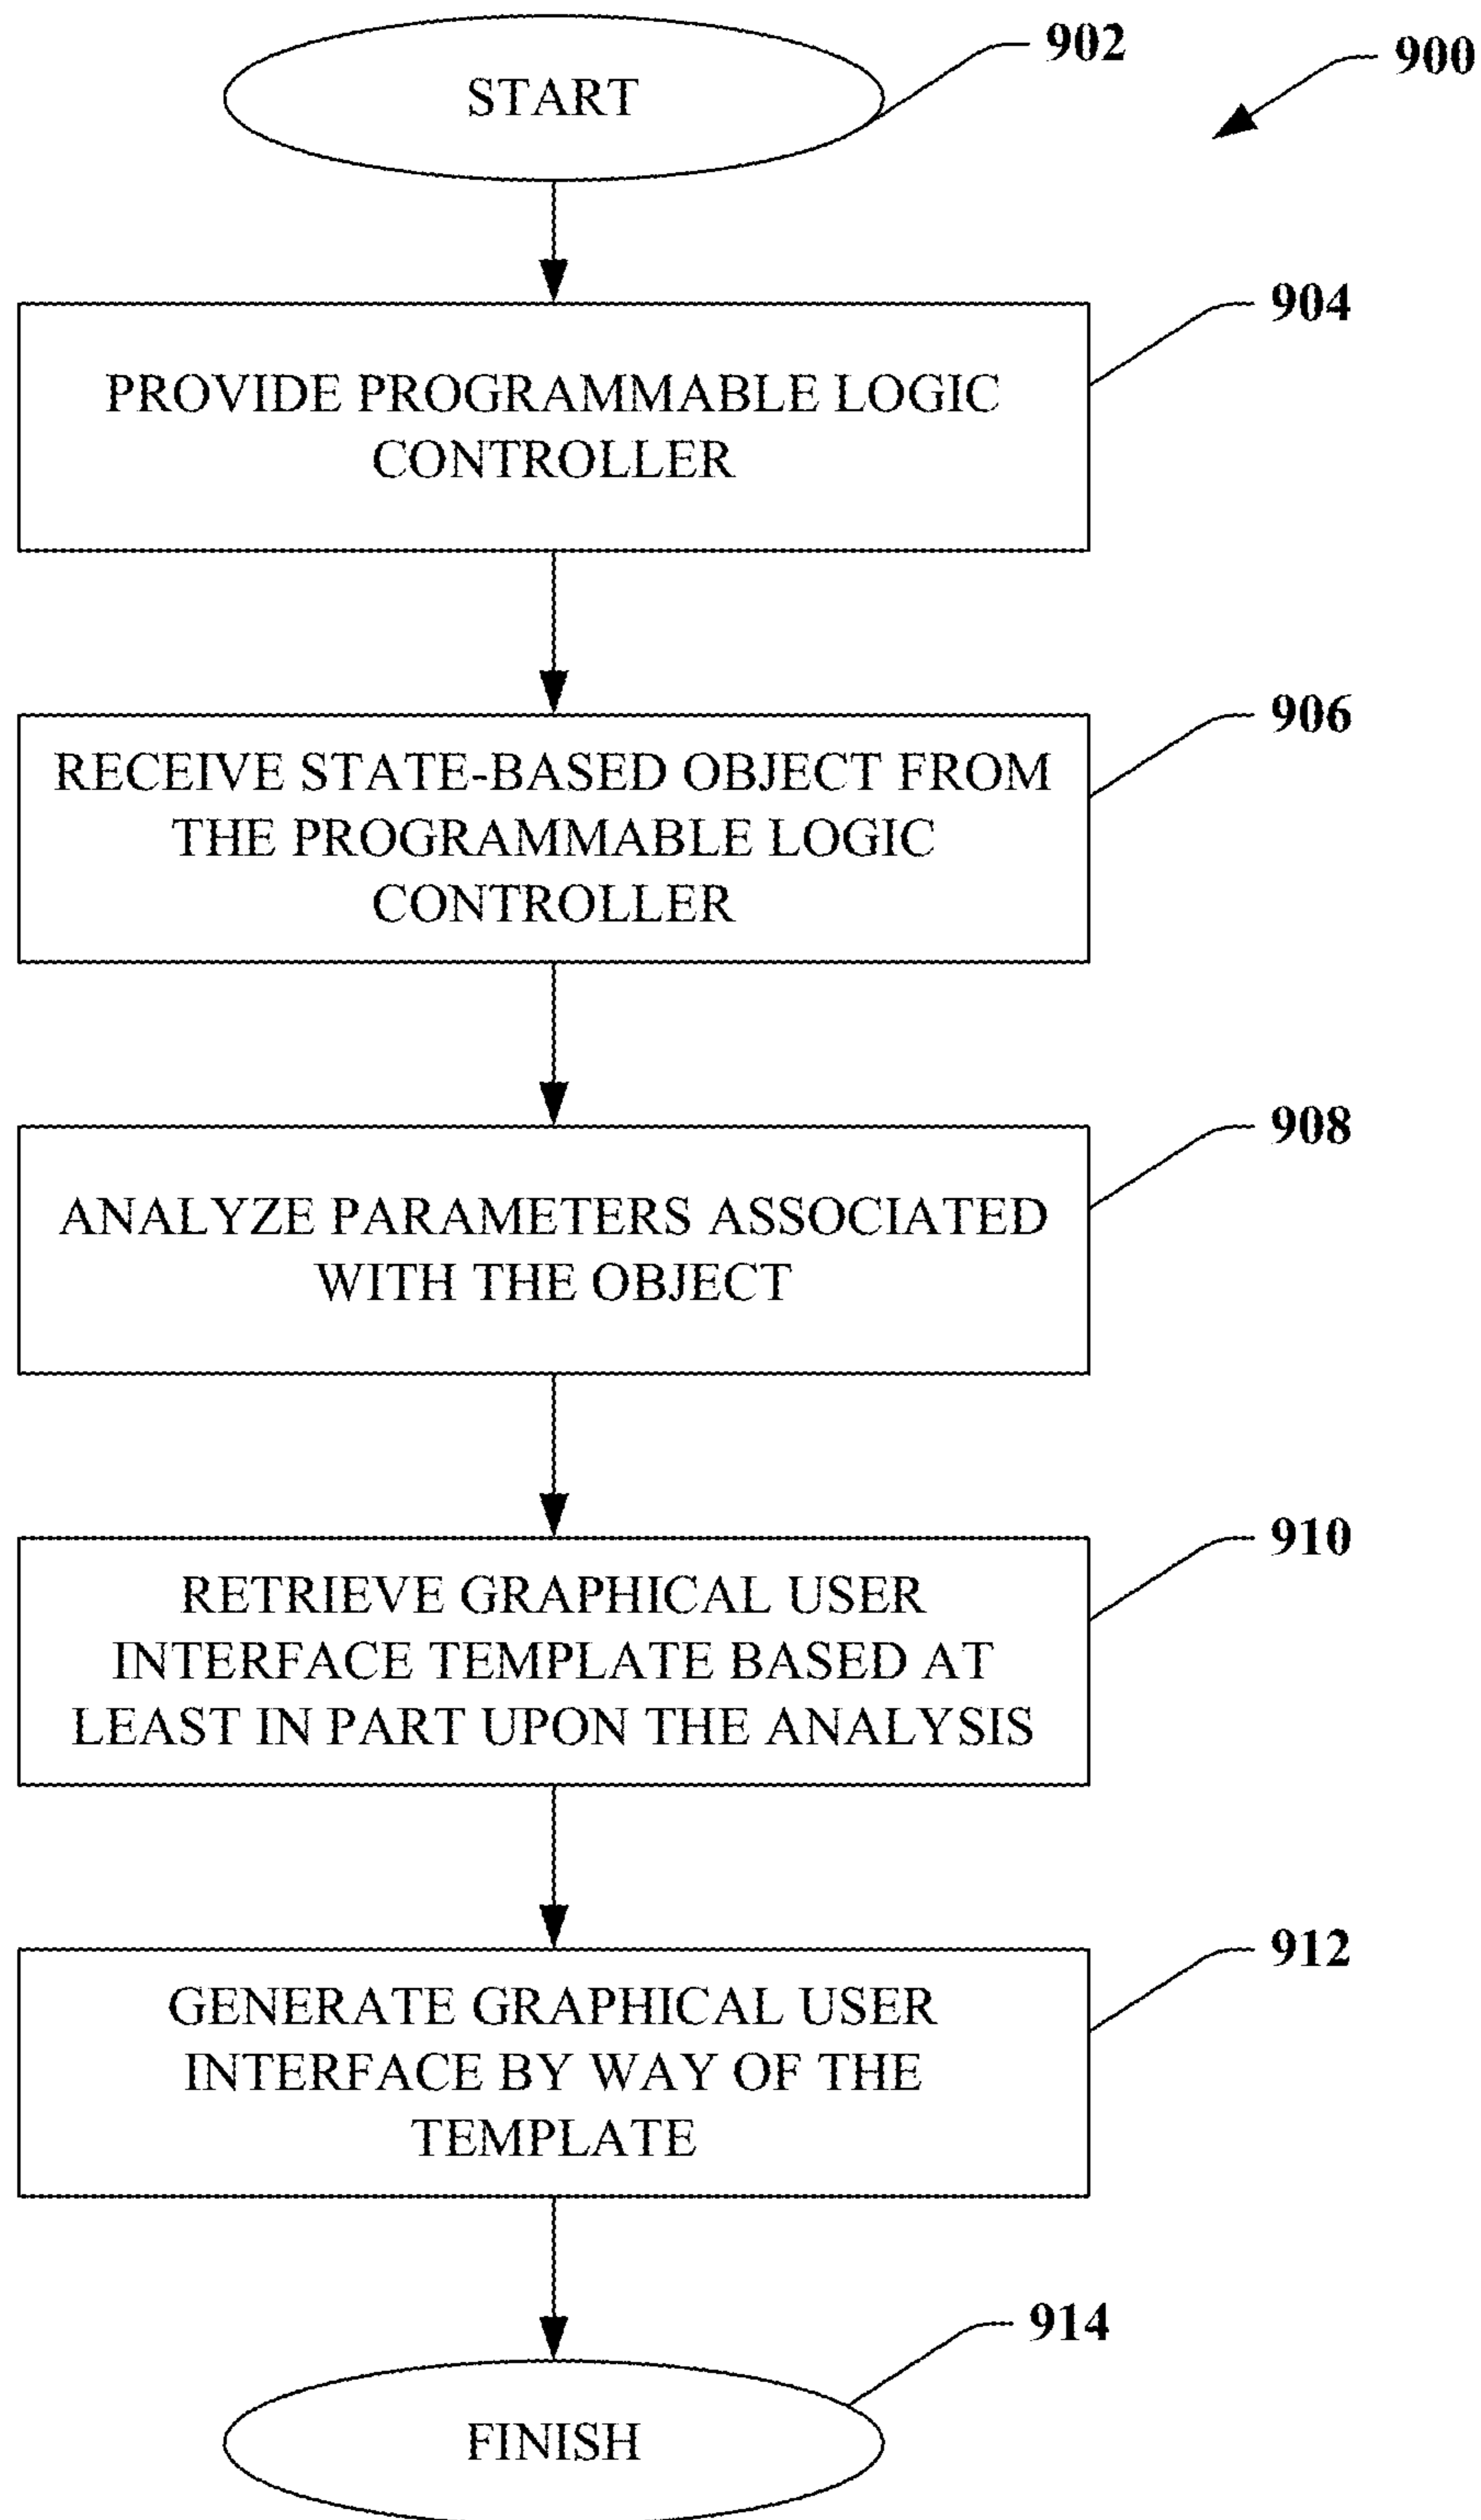 START
902
900
PROVIDE PROGRAMMABLE LOGIC
CONTROLLER
904
RECEIVE STATE-BASED OBJECT FROM
THE PROGRAMMABLE LOGIC
CONTROLLER
906
ANALYZE PARAMETERS ASSOCIATED
WITH THE OBJECT
908
RETRIEVE GRAPHICAL USER
INTERFACE TEMPLATE BASED AT
LEAST IN PART UPON THE ANALYSIS
910
GENERATE GRAPHICAL USER
INTERFACE BY WAY OF THE
TEMPLATE
912
FINISH
914